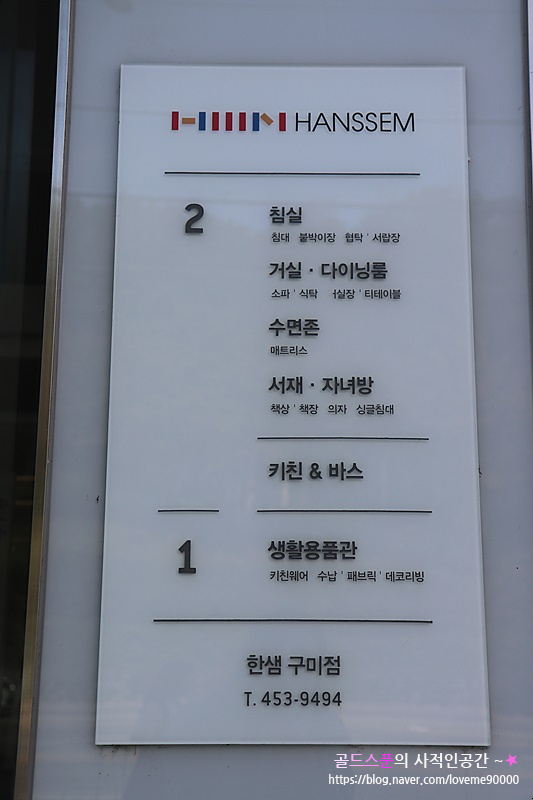 HANSSEM
2 침실
침대 붙박이장 협탁 서랍장
거실 · 다이닝룸
소파 식탁 거실장 티테이블
수면존
매트리스
서재 · 자녀방
책상 책장 의자 싱글침대
키친 & 바스
1 생활용품관
키친웨어 수납 패브릭 데코리빙
한샘 구미점
T. 453-9494
골드스푼의 사적인공간 ~★
https://blog.naver.com/loveme90000